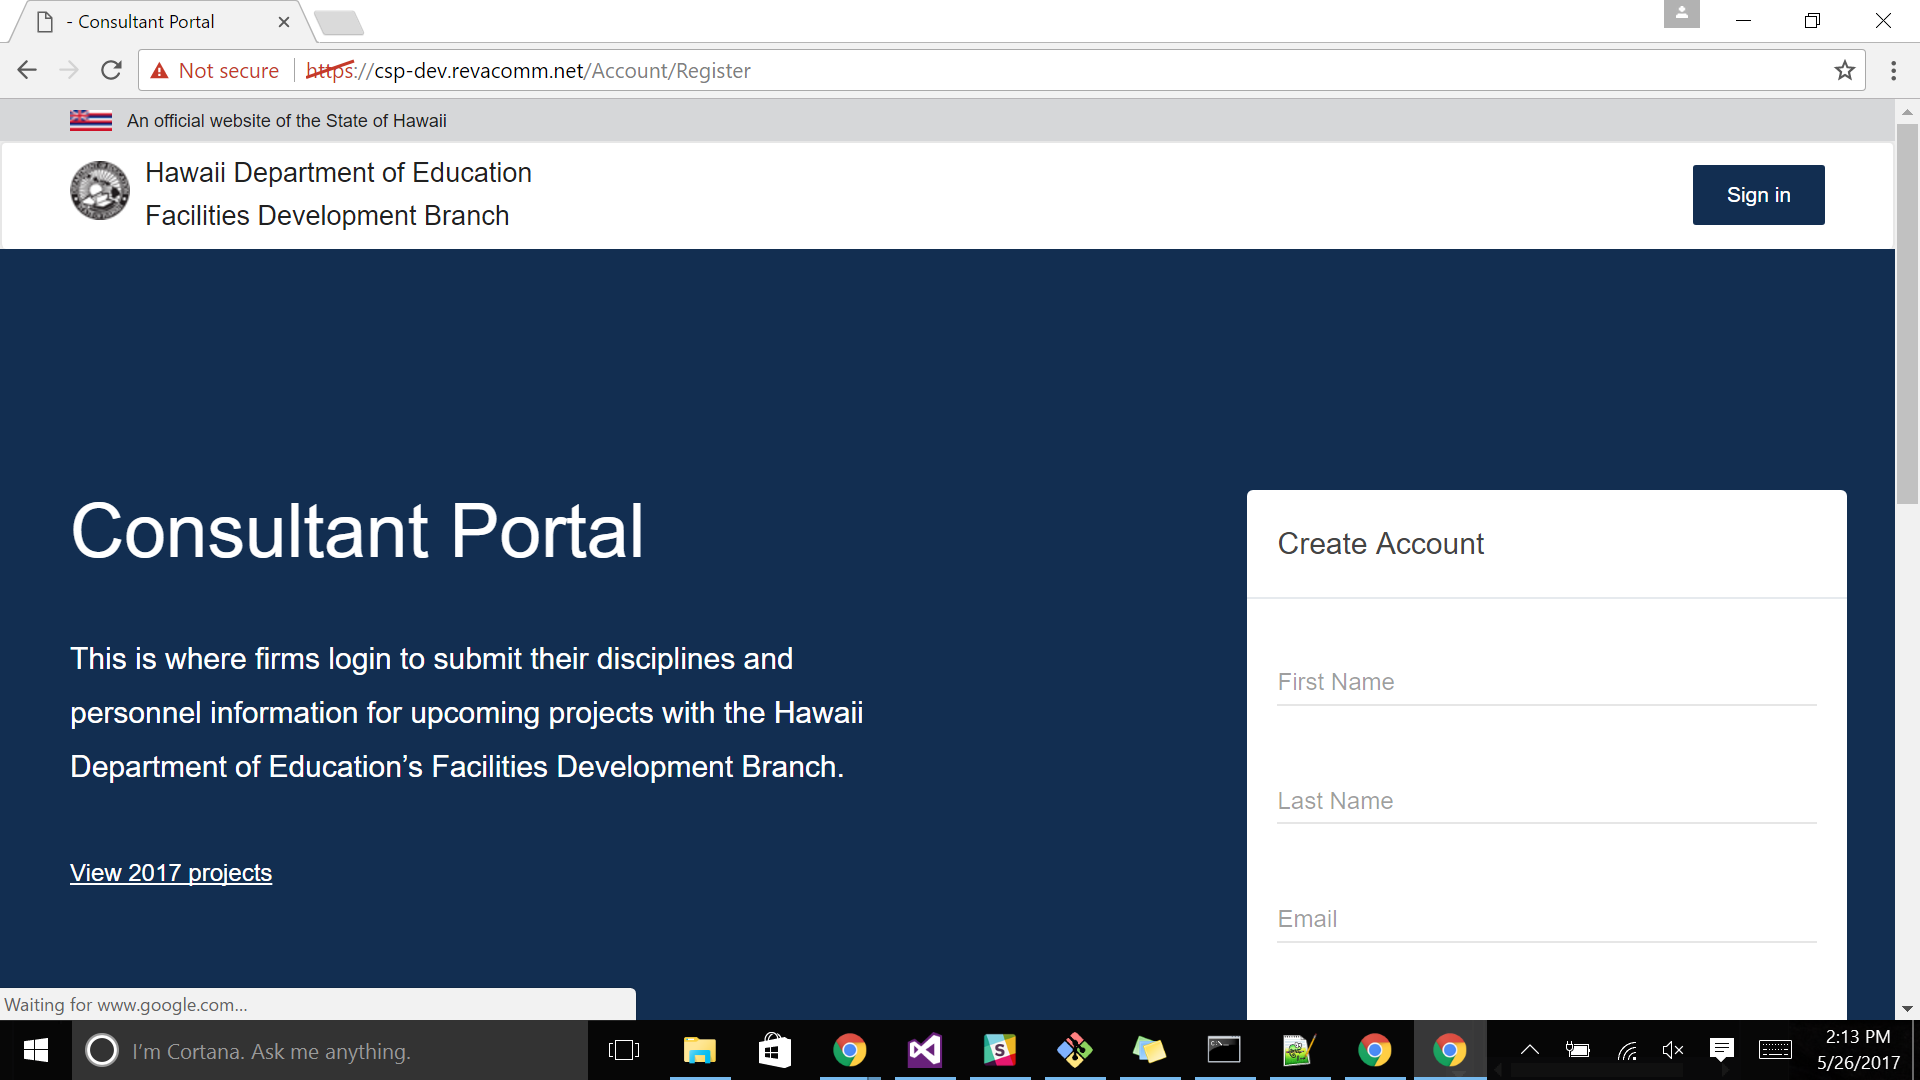 - Consultant Portal
Not secure https://csp-dev.revacomm.net/Account/Register
An official website of the State of Hawaii
Hawaii Department of Education
Facilities Development Branch
Sign in
Consultant Portal
This is where firms login to submit their disciplines and
personnel information for upcoming projects with the Hawaii
Department of Education’s Facilities Development Branch.
View 2017 projects
Create Account
First Name
Last Name
Email
Waiting for www.google.com...
I'm Cortana. Ask me anything.
2:13 PM
5/26/2017